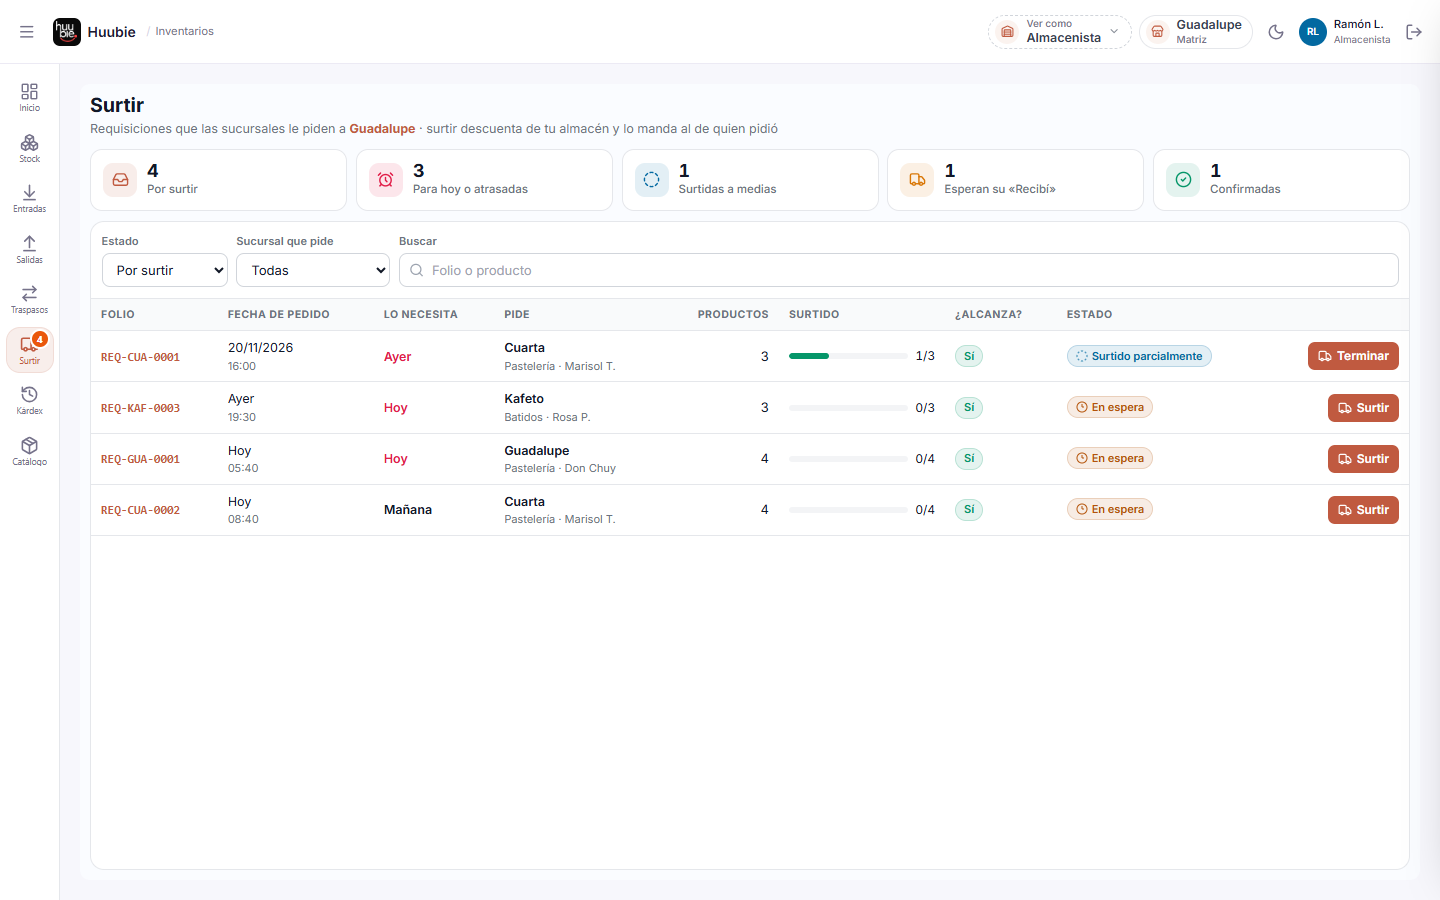 huu
bie
Huubie
/ Inventarios
Ver como
Almacenista
Guadalupe
Matriz
RL
Ramón L.
Almacenista
Inicio
Stock
Entradas
Salidas
Traspasos
4
Surtir
Kárdex
Catálogo
Surtir
Requisiciones que las sucursales le piden a Guadalupe · surtir descuenta de tu almacén y lo manda al de quien pidió
4
Por surtir
3
Para hoy o atrasadas
1
Surtidas a medias
1
Esperan su «Recibí»
1
Confirmadas
Estado
Sucursal que pide
Buscar
Por surtir
Todas
Folio o producto
FOLIO FECHA DE PEDIDO LO NECESITA PIDE PRODUCTOS SURTIDO ¿ALCANZA? ESTADO
REQ-CUA-0001 20/11/2026 16:00 Ayer Cuarta Pastelería · Marisol T. 3 1/3 Sí Surtido parcialmente Terminar
REQ-KAF-0003 Ayer 19:30 Hoy Kafeto Batidos · Rosa P. 3 0/3 Sí En espera Surtir
REQ-GUA-0001 Hoy 05:40 Hoy Guadalupe Pastelería · Don Chuy 4 0/4 Sí En espera Surtir
REQ-CUA-0002 Hoy 08:40 Mañana Cuarta Pastelería · Marisol T. 4 0/4 Sí En espera Surtir